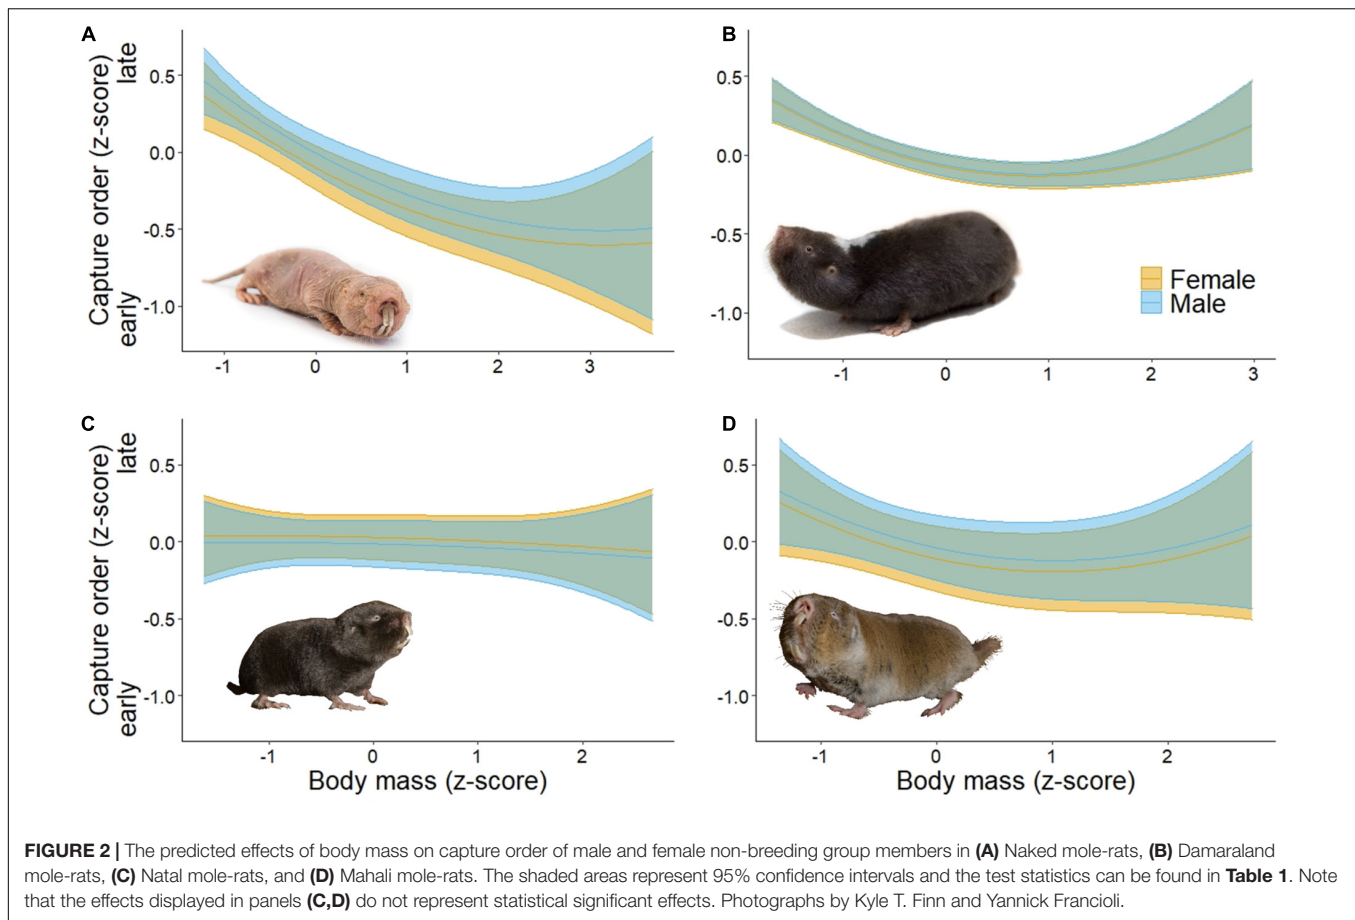 A
Capture order (z-score)
early late
0.5
0.0
-0.5
-1.0
-1 0 1 2 3
B
0.5
0.0
-0.5
-1.0
-1 0 1 2 3
Female
Male
C
Capture order (z-score)
early late
0.5
0.0
-0.5
-1.0
-1 0 1 2
Body mass (z-score)
D
0.5
0.0
-0.5
-1.0
-1 0 1 2
Body mass (z-score)
FIGURE 2 | The predicted effects of body mass on capture order of male and female non-breeding group members in (A) Naked mole-rats, (B) Damaraland
mole-rats, (C) Natal mole-rats, and (D) Mahali mole-rats. The shaded areas represent 95% confidence intervals and the test statistics can be found in Table 1. Note
that the effects displayed in panels (C,D) do not represent statistical significant effects. Photographs by Kyle T. Finn and Yannick Francioli.